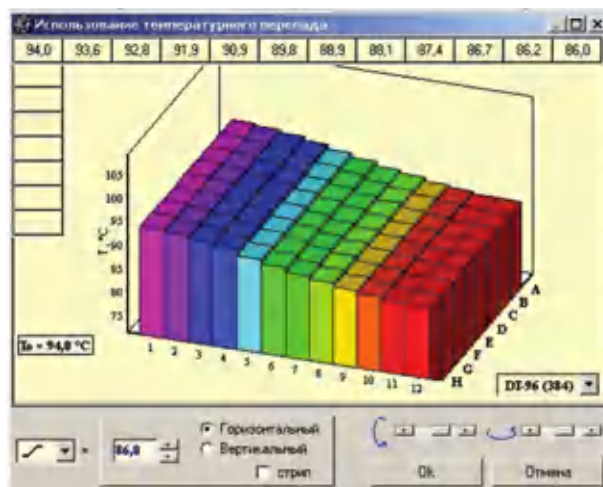 Использование температурного перепада
94,0 93,6 92,8 91,9 90,9 89,8 88,9 88,1 87,4 86,7 86,2 86,0
105
100
95
90
85
80
75
T, °C
1 2 3 4 5 6 7 8 9 10 11 12
A
B
C
D
E
F
G
H
= 94,0 °C
DI-96 (384)
86,0
Горизонтальный
Вертикальный
стрип
Ok
Отмена